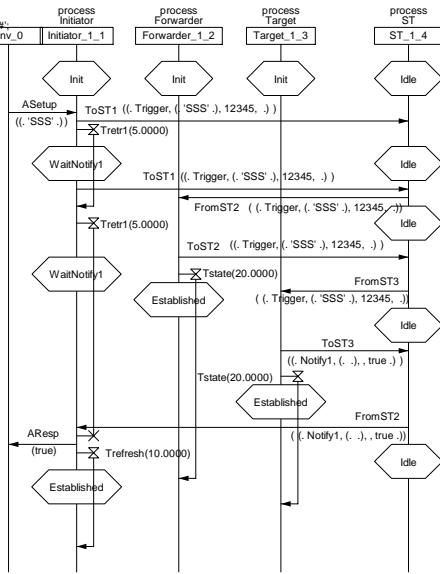 process process process process
Initiator Forwarder Target ST
nv_0 Initiator_1_1 Forwarder_1_2 Target_1_3 ST_1_4
Init Init Init Idle
ASetup ToST1 ((. Trigger, (. 'SSS' .), 12345, .) )
((. 'SSS' .) )
Tretr1(5.0000)
WaitNotify1 Idle
ToST1 ((. Trigger, (. 'SSS' .), 12345, .) )
FromST2 ( (. Trigger, (. 'SSS' .), 12345, .))
Tretr1(5.0000) Idle
ToST2 ((. Trigger, (. 'SSS' .), 12345, .) )
WaitNotify1 Tstate(20.0000) FromST3
Established ( (. Trigger, (. 'SSS' .), 12345, .))
Idle
ToST3
((. Notify1, (. .), , true .) )
Tstate(20.0000)
Established
FromST2
AResp ( (. Notify1, (. .), , true .))
(true) Trefresh(10.0000) Idle
Established